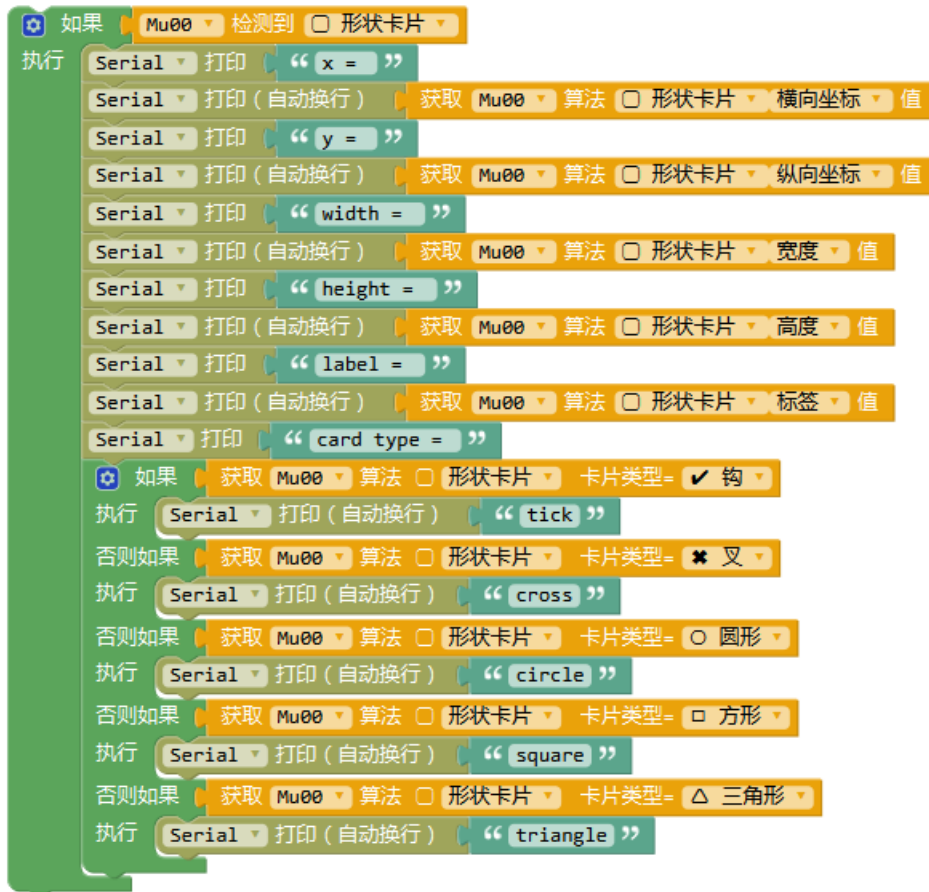 如果 Mu00 检测到 形状卡片
执行 Serial 打印 “ x = ”
Serial 打印（自动换行） 获取 Mu00 算法 形状卡片 横向坐标 值
Serial 打印 “ y = ”
Serial 打印（自动换行） 获取 Mu00 算法 形状卡片 纵向坐标 值
Serial 打印 “ width = ”
Serial 打印（自动换行） 获取 Mu00 算法 形状卡片 宽度 值
Serial 打印 “ height = ”
Serial 打印（自动换行） 获取 Mu00 算法 形状卡片 高度 值
Serial 打印 “ label = ”
Serial 打印（自动换行） 获取 Mu00 算法 形状卡片 标签 值
Serial 打印 “ card type = ”
如果 获取 Mu00 算法 形状卡片 卡片类型= ✔ 钩
执行 Serial 打印（自动换行） “ tick ”
否则如果 获取 Mu00 算法 形状卡片 卡片类型= ✖ 叉
执行 Serial 打印（自动换行） “ cross ”
否则如果 获取 Mu00 算法 形状卡片 卡片类型= ○ 圆形
执行 Serial 打印（自动换行） “ circle ”
否则如果 获取 Mu00 算法 形状卡片 卡片类型= □ 方形
执行 Serial 打印（自动换行） “ square ”
否则如果 获取 Mu00 算法 形状卡片 卡片类型= △ 三角形
执行 Serial 打印（自动换行） “ triangle ”